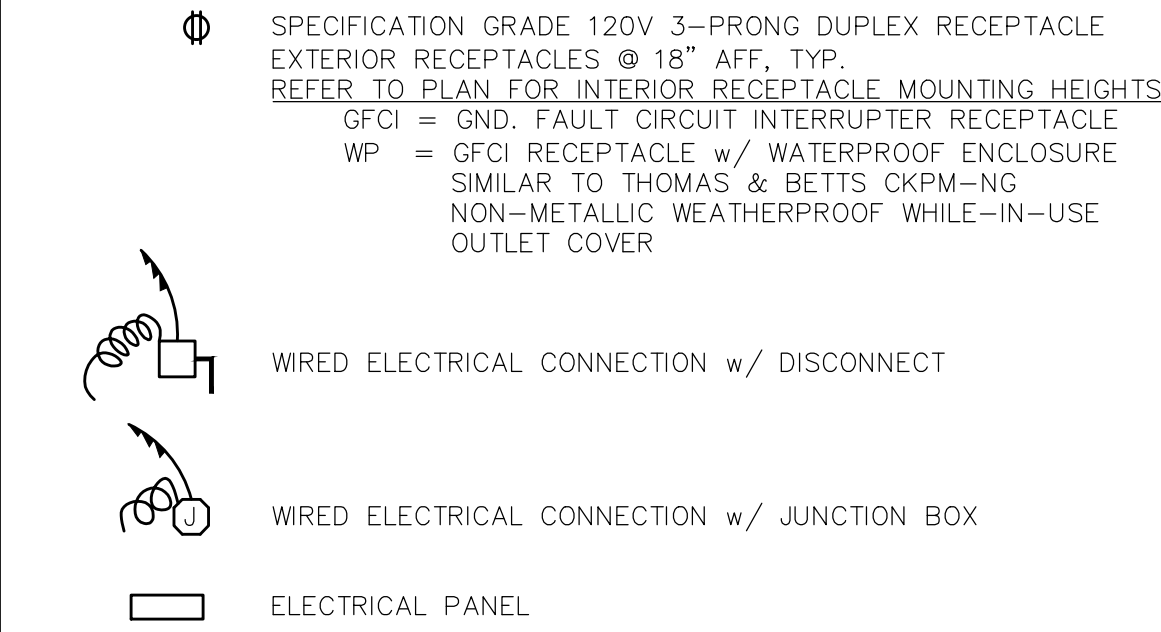 SPECIFICATION GRADE 120V 3-PRONG DUPLEX RECEPTACLE
EXTERIOR RECEPTACLES @ 18" AFF, TYP.
REFER TO PLAN FOR INTERIOR RECEPTACLE MOUNTING HEIGHTS
GFCI = GND. FAULT CIRCUIT INTERRUPTER RECEPTACLE
WP = GFCI RECEPTACLE w/ WATERPROOF ENCLOSURE
SIMILAR TO THOMAS & BETTS CKPM-NG
NON-METALLIC WEATHERPROOF WHILE-IN-USE
OUTLET COVER
WIRED ELECTRICAL CONNECTION w/ DISCONNECT
J WIRED ELECTRICAL CONNECTION w/ JUNCTION BOX
ELECTRICAL PANEL